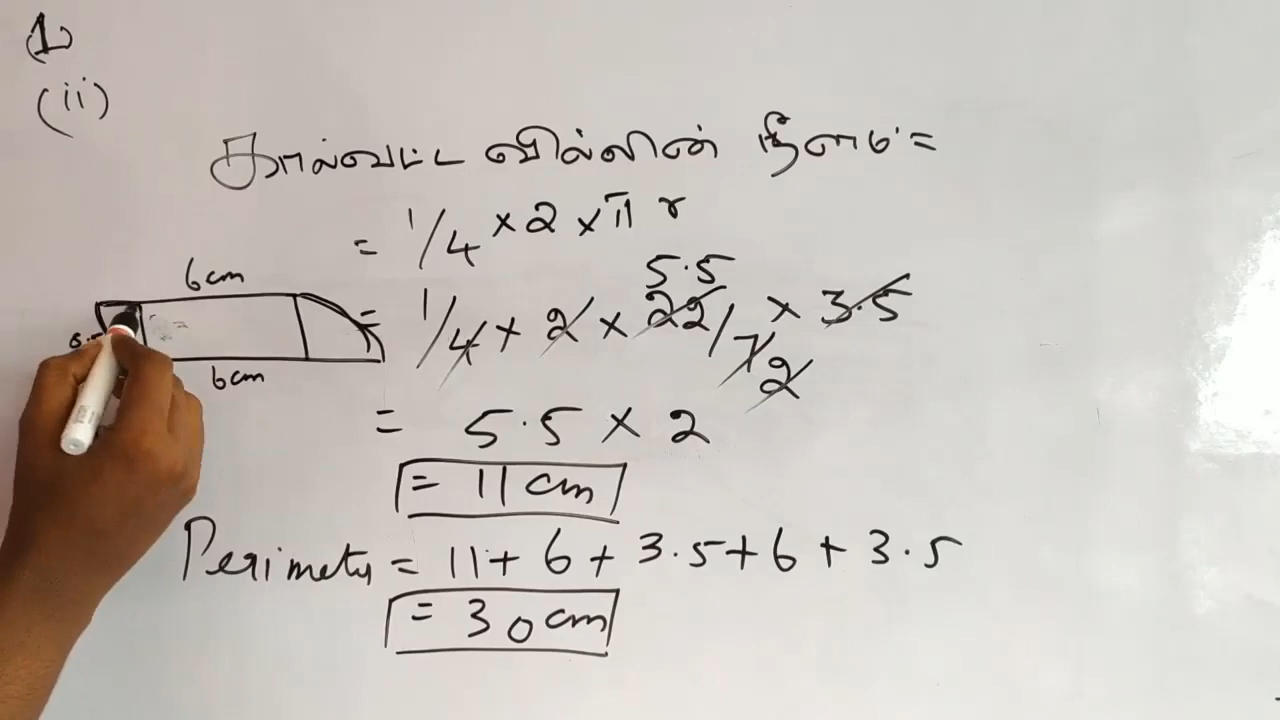 1
(ii)
கால்வட்ட வில்லின் நீளம் =
= 1/4 × 2 × π r
6cm
5.5
= 1/4 × 2 × 22/7 × 3.5
2
6cm
= 5.5 × 2
= 11 cm
Perimeter = 11 + 6 + 3.5 + 6 + 3.5
= 30 cm